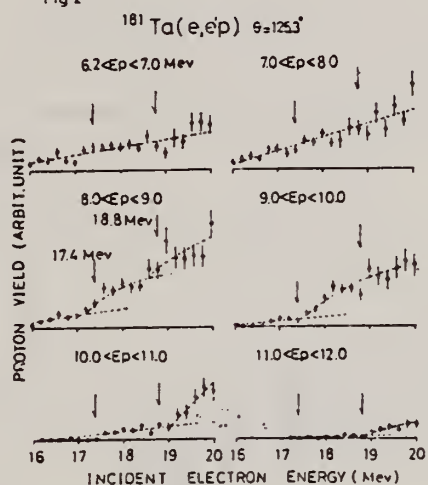 Fig 2
181 Ta(e,e'p) θ=125.3°
6.2<Ep<7.0 Mev
7.0<Ep<8.0
8.0<Ep<9.0
9.0<Ep<10.0
18.8 Mev
17.4 Mev
10.0<Ep<11.0
11.0<Ep<12.0
PROTON YIELD (ARBIT.UNIT)
16 17 18 19 20
16 17 18 19 20
INCIDENT ELECTRON ENERGY (Mev)